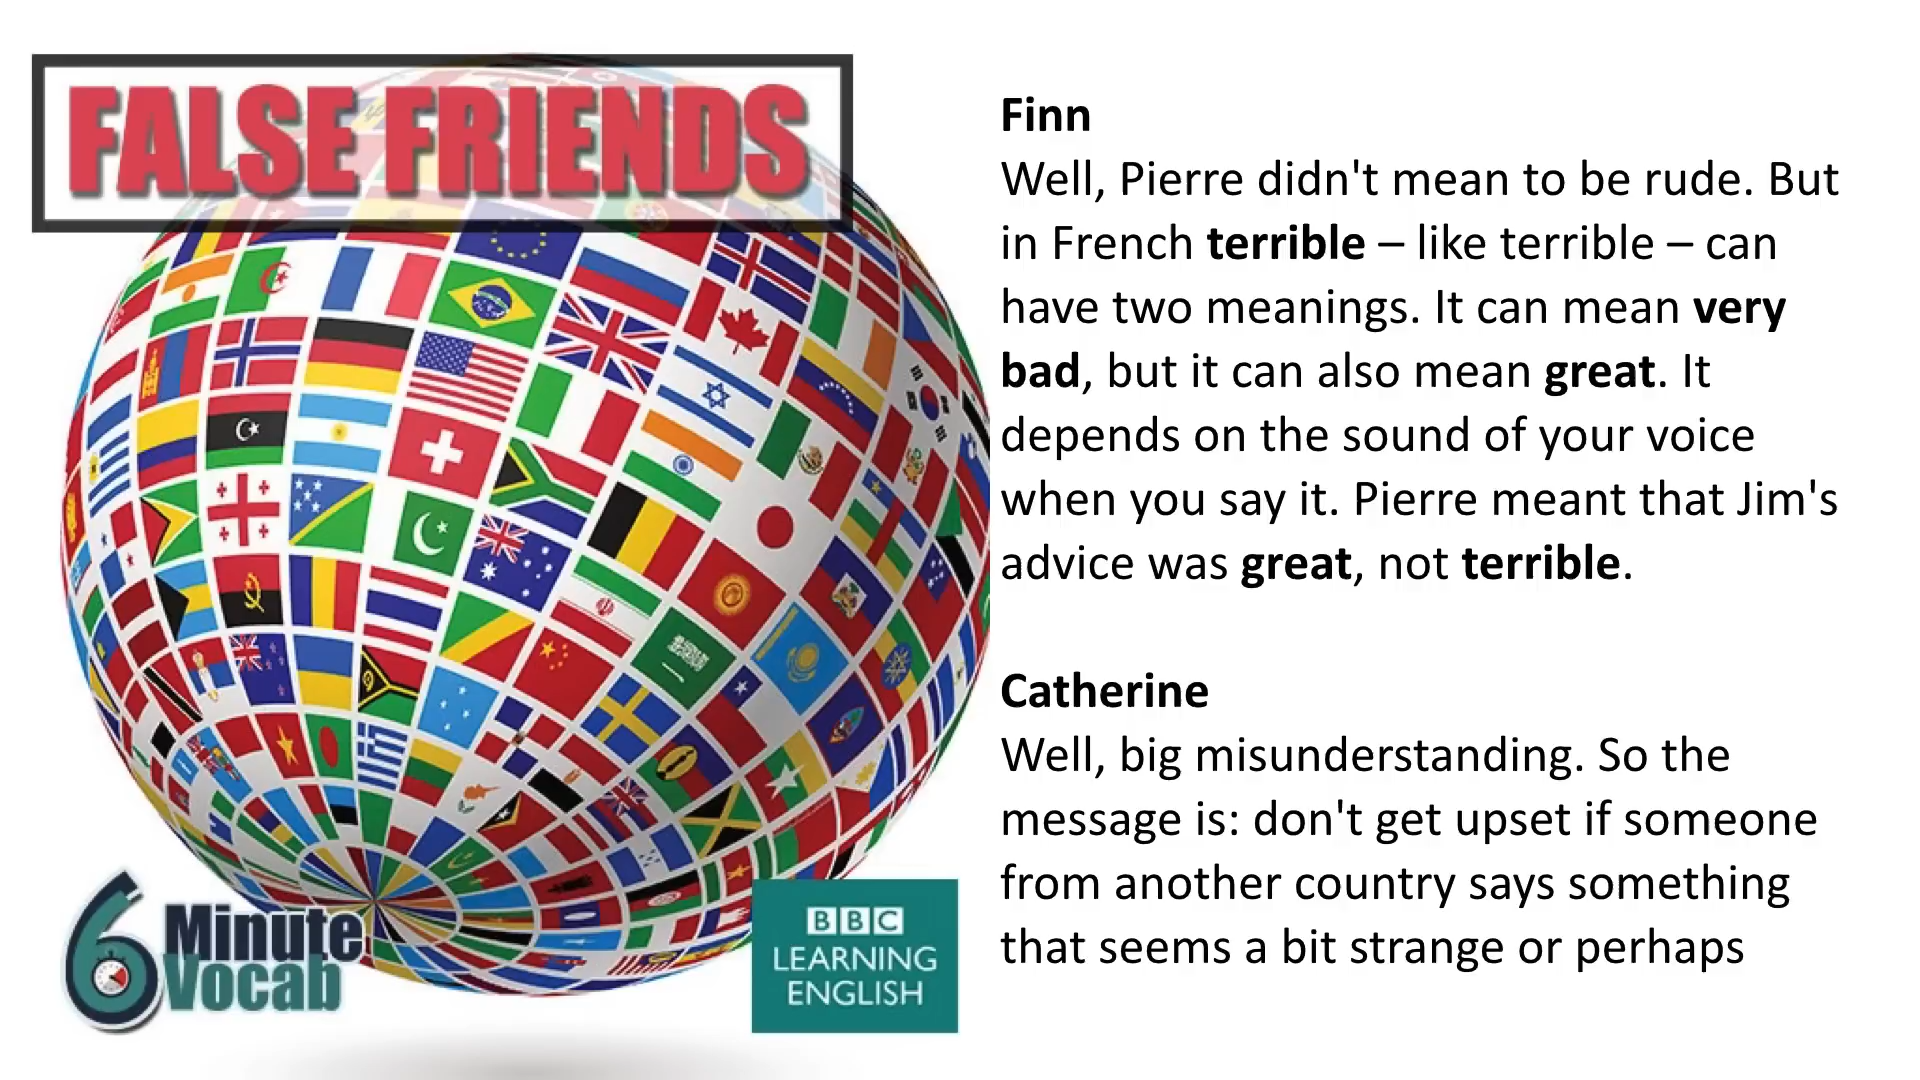 FALSE FRIENDS
Finn
Well, Pierre didn't mean to be rude. But
in French terrible – like terrible – can
have two meanings. It can mean very
bad, but it can also mean great. It
depends on the sound of your voice
when you say it. Pierre meant that Jim's
advice was great, not terrible.
Catherine
Well, big misunderstanding. So the
message is: don't get upset if someone
from another country says something
that seems a bit strange or perhaps
6 Minute
Vocab
BBC
LEARNING
ENGLISH